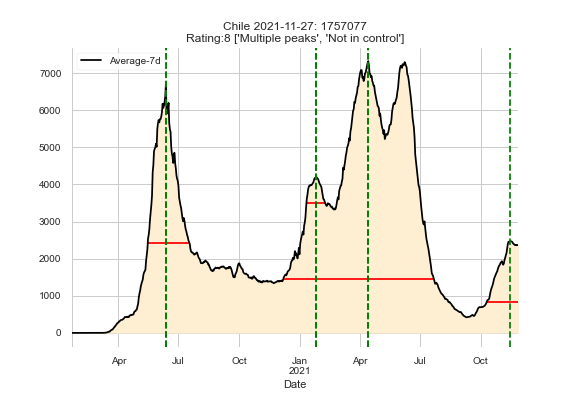 Chile 2021-11-27: 1757077
Rating:8 ['Multiple peaks', 'Not in control']
Average-7d
7000
6000
5000
4000
3000
2000
1000
0
Apr Jul Oct Jan Apr Jul Oct
2021
Date